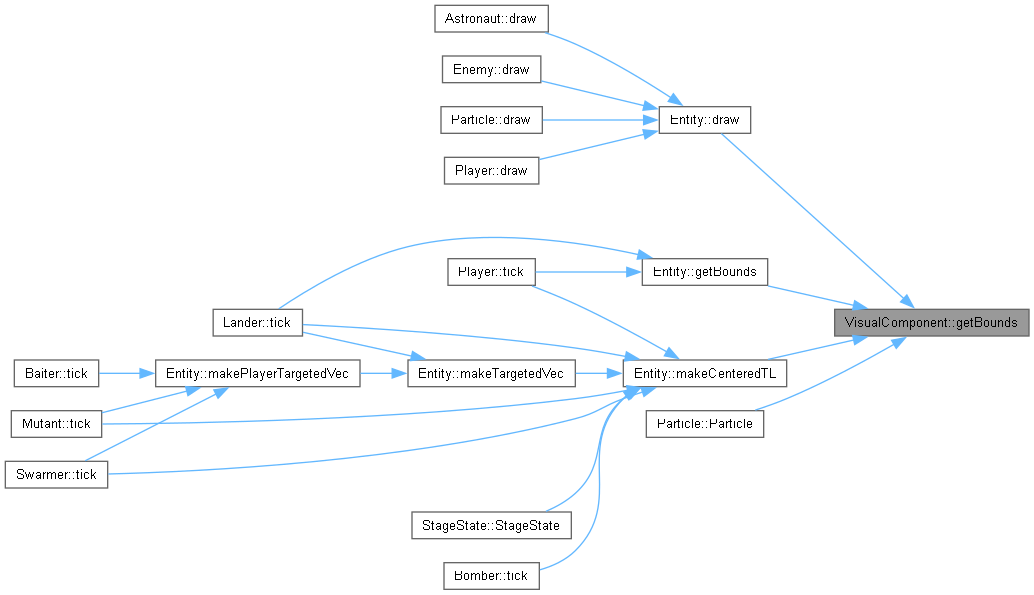 Astronaut::draw
Enemy::draw
Entity::draw
Particle::draw
Player::draw
Player::tick
Entity::getBounds
Lander::tick
VisualComponent::getBounds
Baiter::tick
Entity::makePlayerTargetedVec
Entity::makeTargetedVec
Entity::makeCenteredTL
Mutant::tick
Particle::Particle
Swarmer::tick
StageState::StageState
Bomber::tick